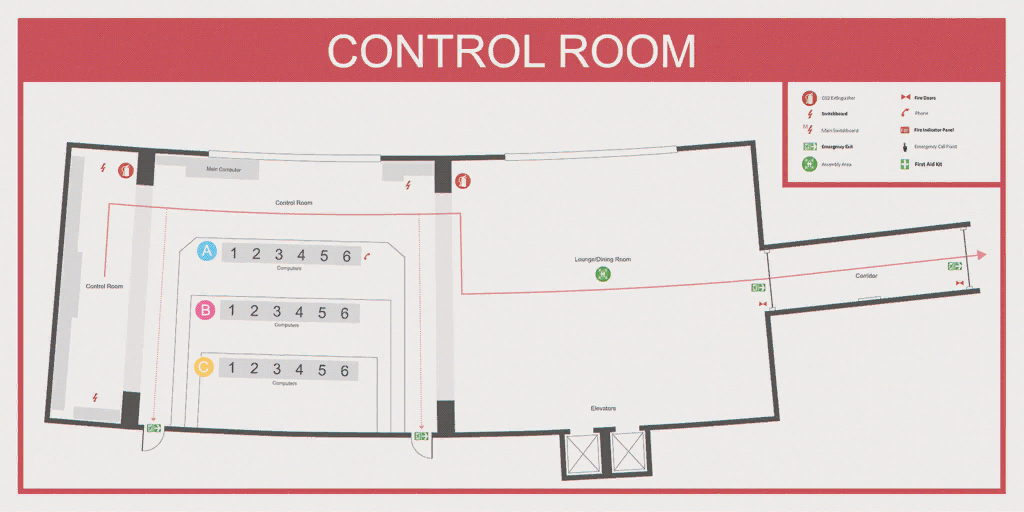 CONTROL ROOM
CO2 Extinguisher
Switchboard
M Main Switchboard
Emergency Exit
Assembly Area
Fire Doors
Phone
Fire Indicator Panel
Emergency Call Point
First Aid Kit
Main Computer
Control Room
A 1 2 3 4 5 6
Computers
B 1 2 3 4 5 6
Computers
C 1 2 3 4 5 6
Computers
Control Room
Lounge/Dining Room
Corridor
Elevators